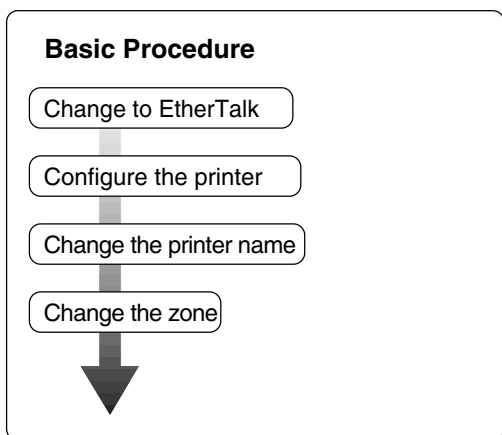 Basic Procedure
Change to EtherTalk
Configure the printer
Change the printer name
Change the zone